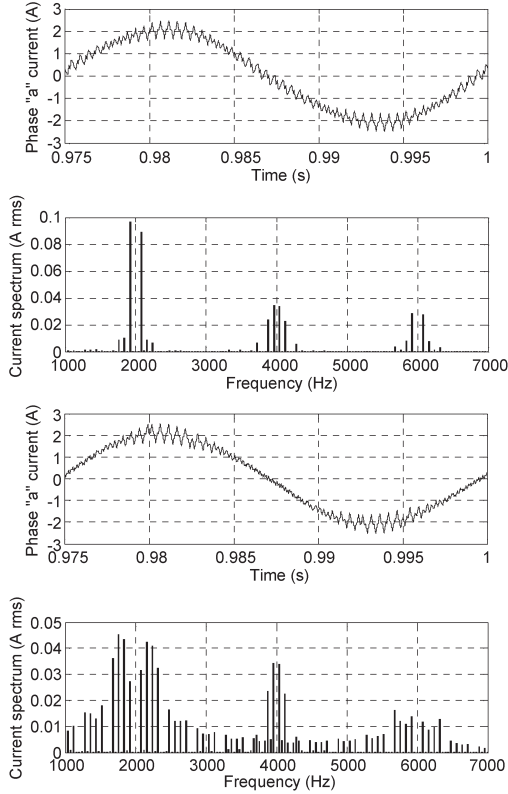 Phase "a" current (A)
3
2
1
0
-1
-2
-3
0.975 0.98 0.985 0.99 0.995 1
Time (s)
Current spectrum (A rms)
0.1
0.08
0.06
0.04
0.02
0
1000 2000 3000 4000 5000 6000 7000
Frequency (Hz)
Phase "a" current (A)
3
2
1
0
-1
-2
-3
0.975 0.98 0.985 0.99 0.995 1
Time (s)
Current spectrum (A rms)
0.05
0.04
0.03
0.02
0.01
0
1000 2000 3000 4000 5000 6000 7000
Frequency (Hz)